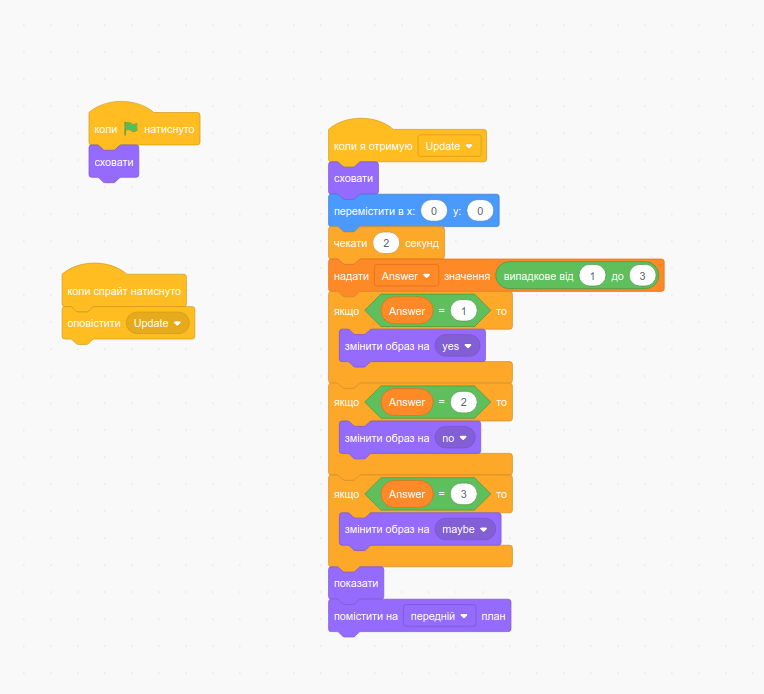 коли натиснуто
сховати
коли спрайт натиснуто
оповістити Update
коли я отримую Update
сховати
перемістити в x: 0 y: 0
чекати 2 секунд
надати Answer значення випадкове від 1 до 3
якщо Answer = 1 то
змінити образ на yes
якщо Answer = 2 то
змінити образ на no
якщо Answer = 3 то
змінити образ на maybe
показати
помістити на передній план